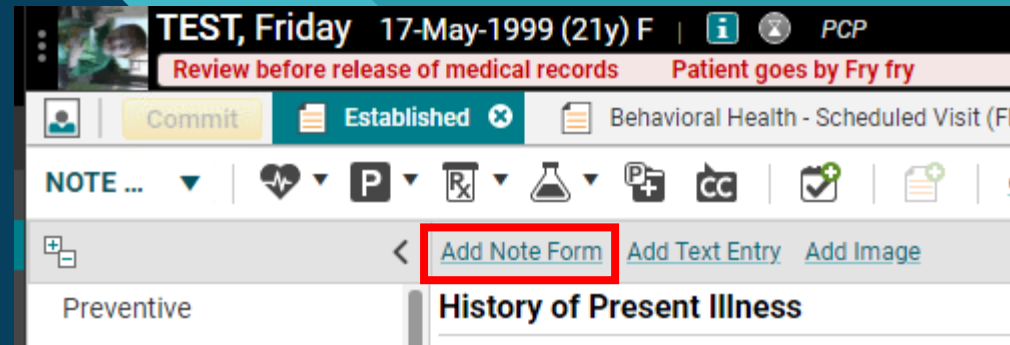 TEST, Friday 17-May-1999 (21y) F | i PCP
Review before release of medical records Patient goes by Fry fry
Commit Established Behavioral Health - Scheduled Visit
NOTE ... P Rx P+ CC
Add Note Form Add Text Entry Add Image
Preventive
History of Present Illness